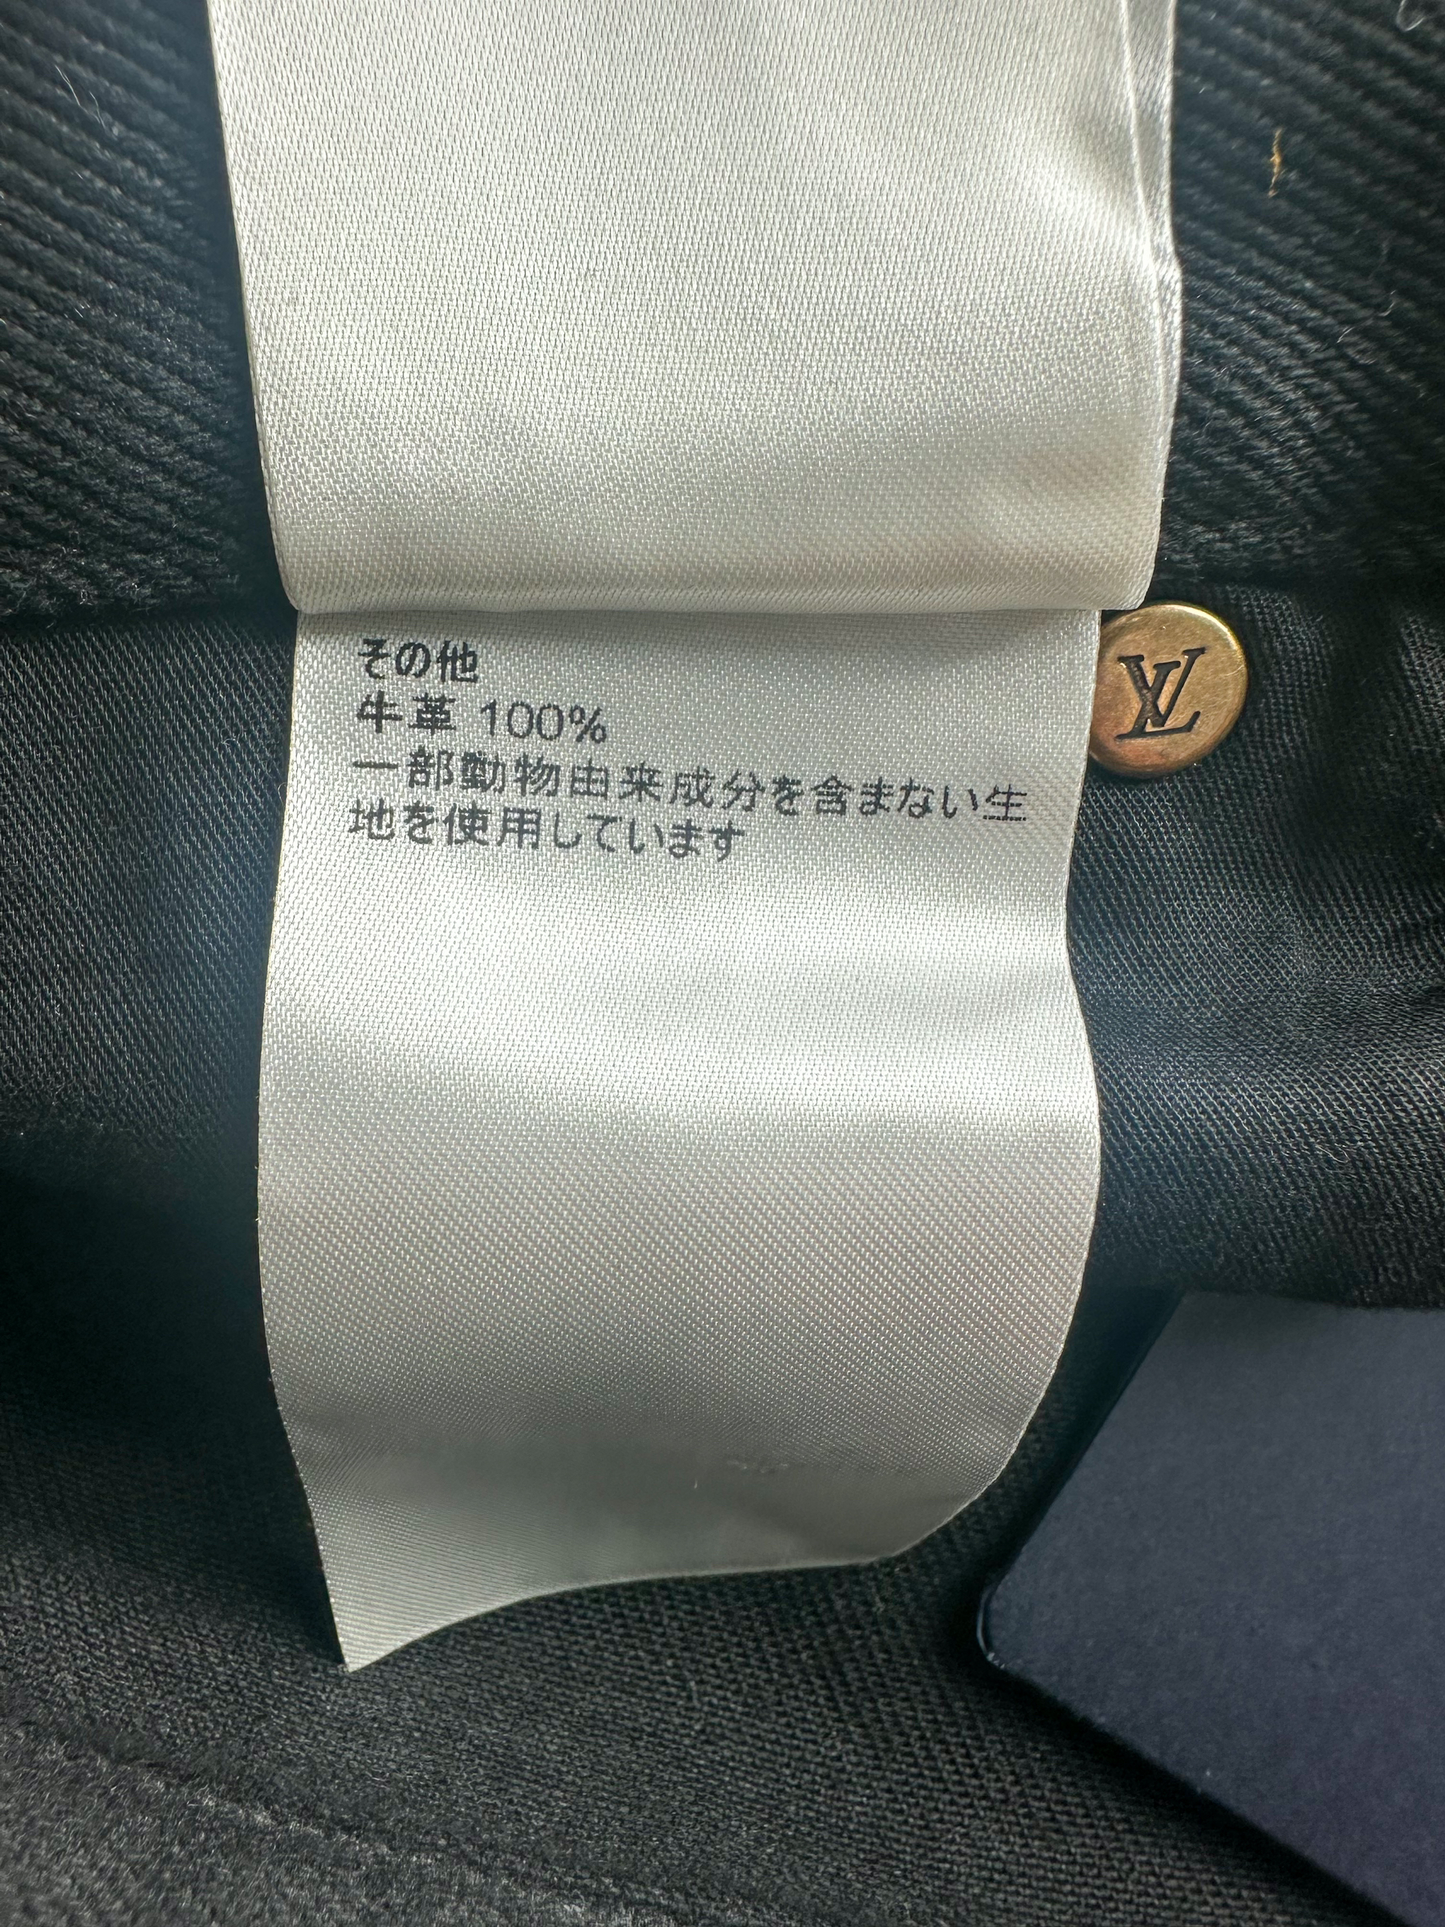 その他
牛革 100%
一部動物由来成分を含まない生
地を使用しています
LV